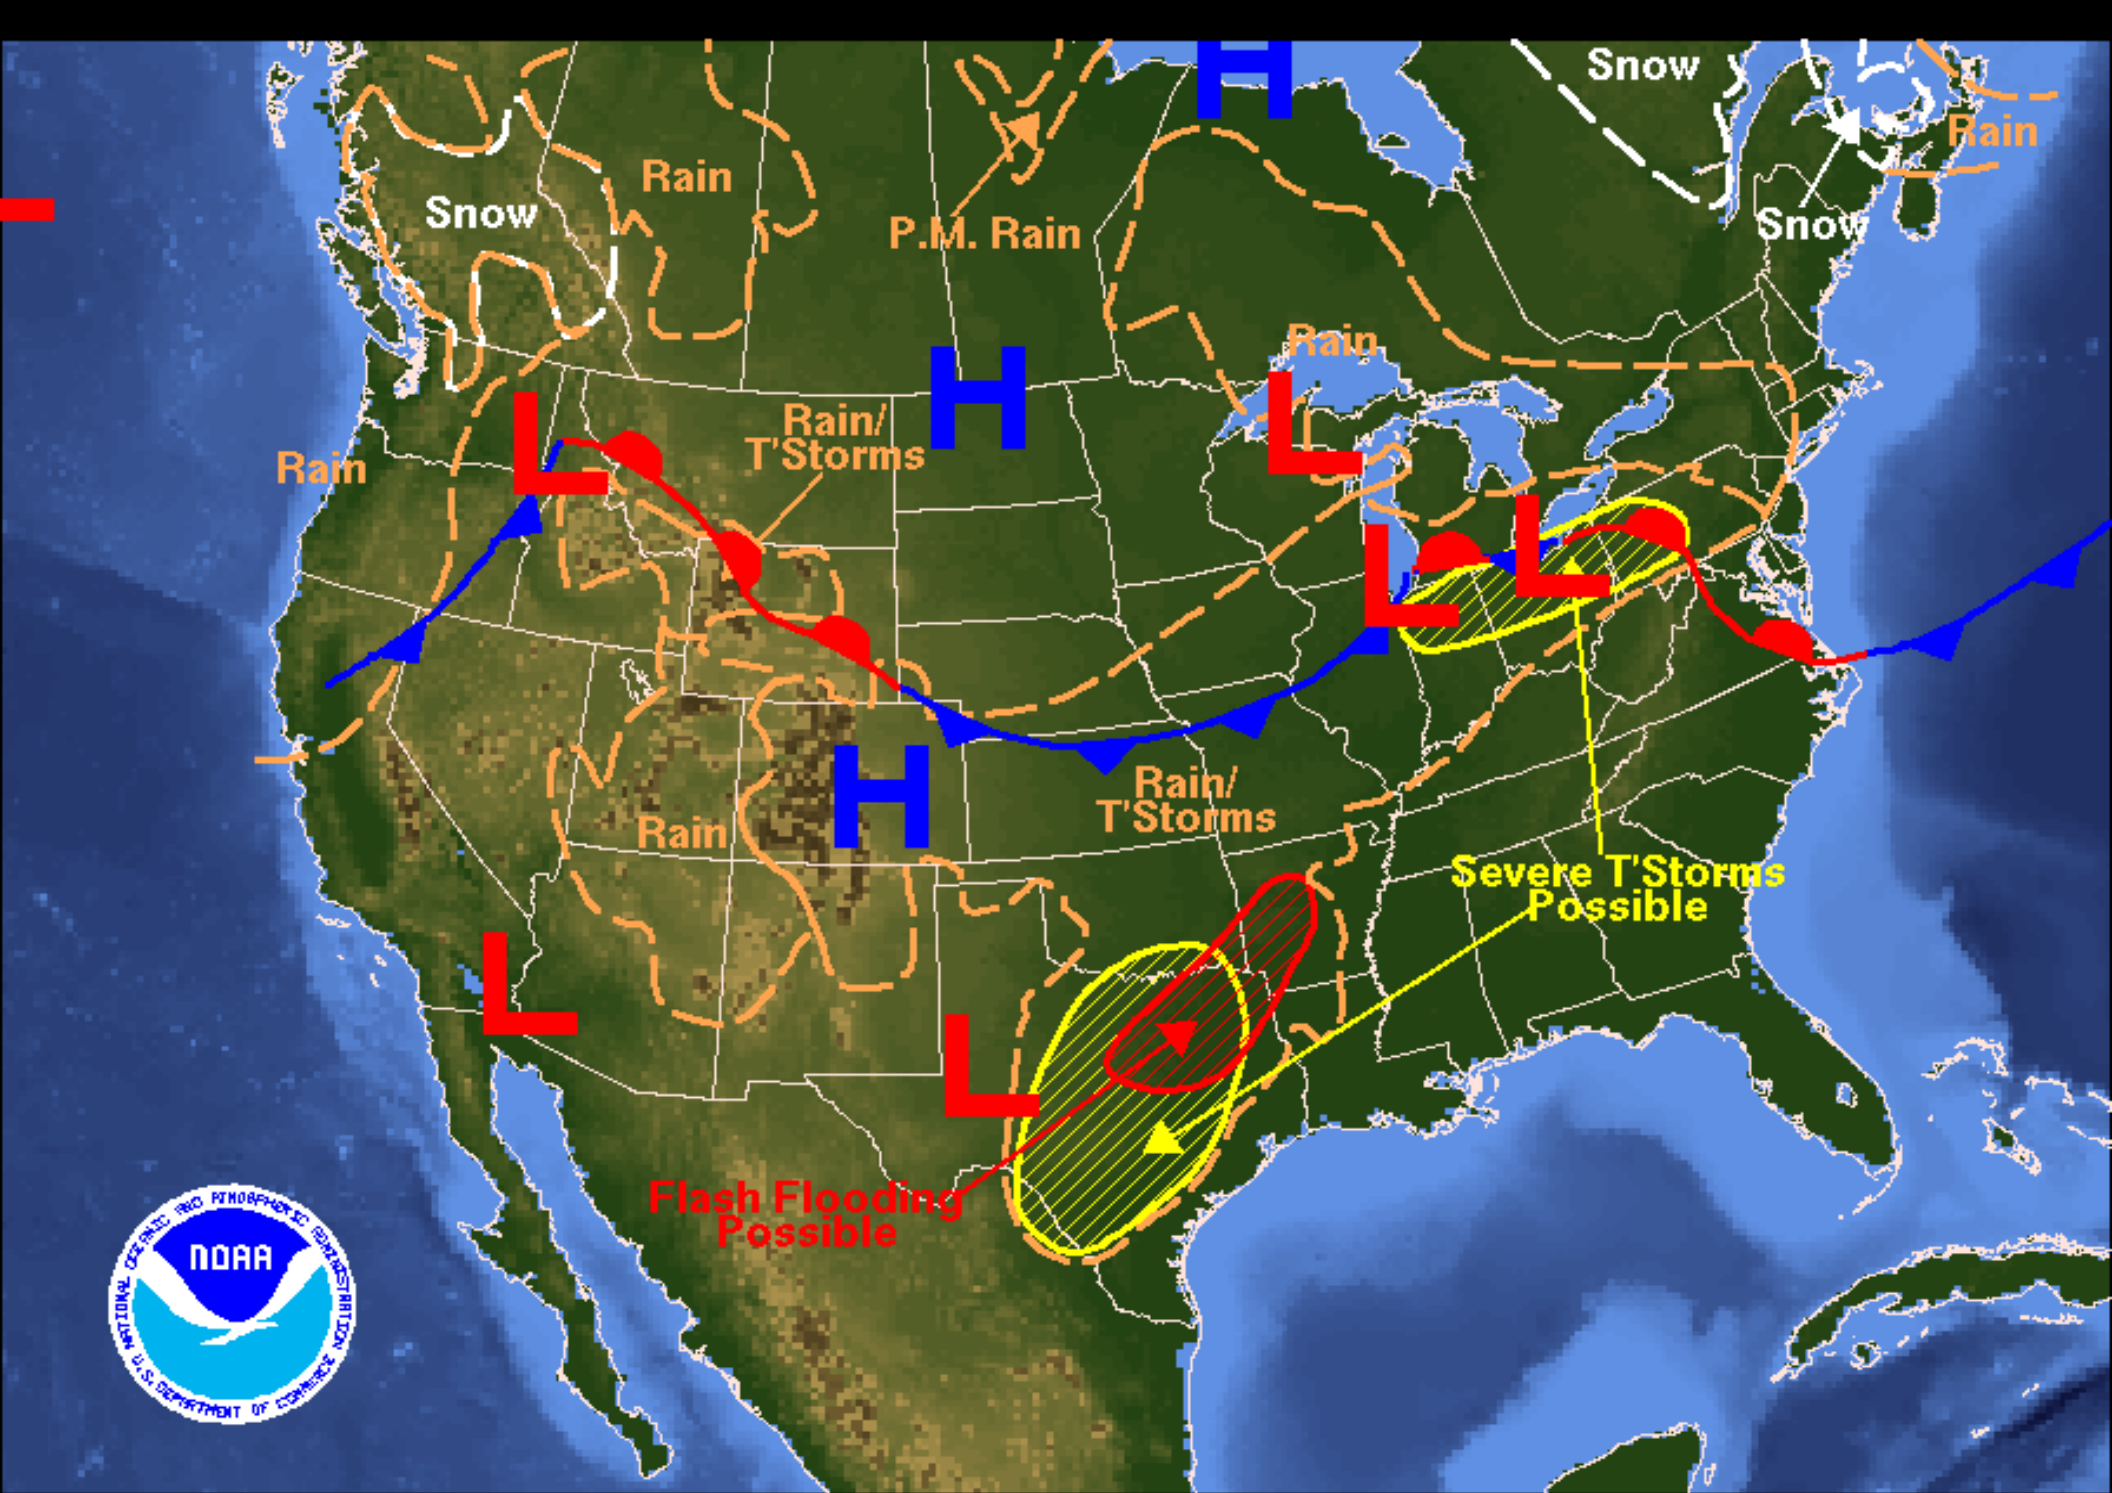 H
Snow
Rain
Rain
Snow
P.M. Rain
Snow
Rain
H
L
L
Rain/
T'Storms
Rain
L
L
H
Rain/
T'Storms
Rain
Severe T'Storms
Possible
L
L
Flash Flooding
Possible
NATIONAL OCEANIC AND ATMOSPHERIC ADMINISTRATION
NOAA
U.S. DEPARTMENT OF COMMERCE